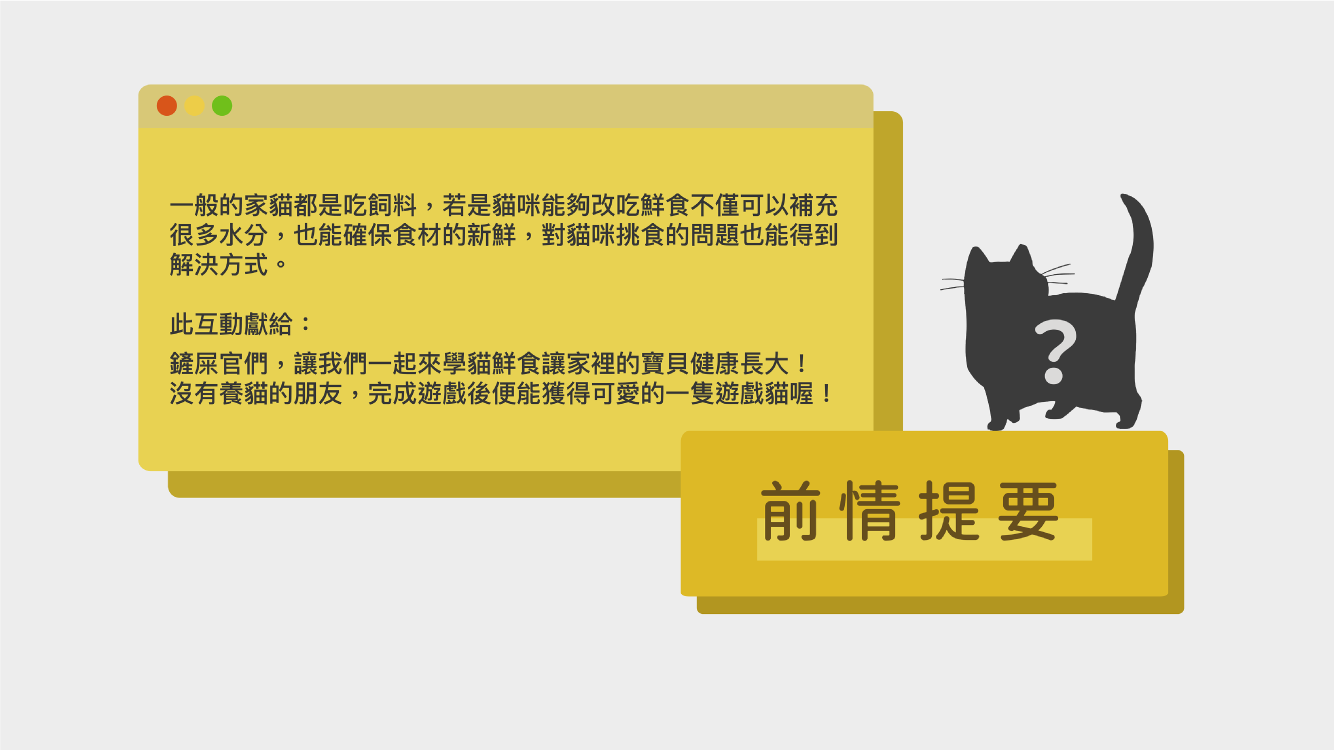 一般的家貓都是吃飼料，若是貓咪能夠改吃鮮食不僅可以補充
很多水分，也能確保食材的新鮮，對貓咪挑食的問題也能得到
解決方式。
此互動獻給：
鏟屎官們，讓我們一起來學貓鮮食讓家裡的寶貝健康長大！
沒有養貓的朋友，完成遊戲後便能獲得可愛的一隻遊戲貓喔！
?
前情提要